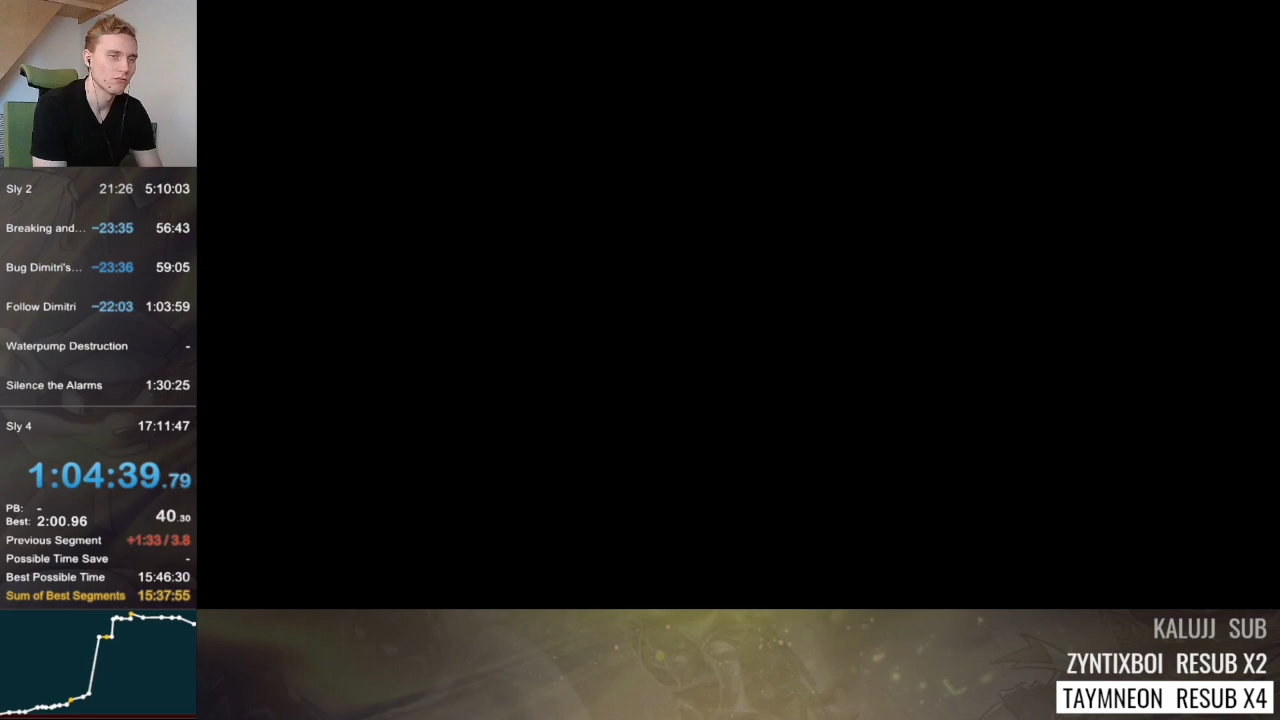 Sly 2 21:26 5:10:03
Breaking and... −23:35 56:43
Bug Dimitri's... −23:36 59:05
Follow Dimitri −22:03 1:03:59
Waterpump Destruction -
Silence the Alarms 1:30:25
Sly 4 17:11:47
1:04:39.79
PB: -
Best: 2:00.96 40.30
Previous Segment +1:33 / 3.8
Possible Time Save -
Best Possible Time 15:46:30
Sum of Best Segments 15:37:55
KALUJJ SUB
ZYNTIXBOI RESUB X2
TAYMNEON RESUB X4